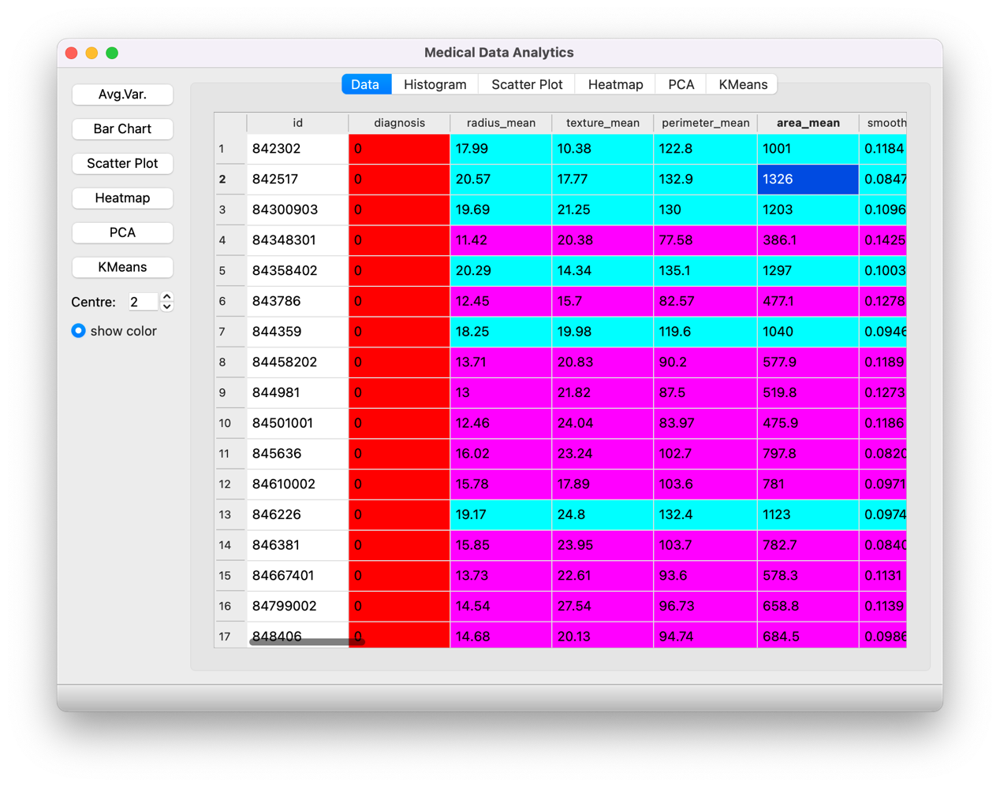 Medical Data Analytics
Avg.Var.
Bar Chart
Scatter Plot
Heatmap
PCA
KMeans
Centre: 2
show color
Data Histogram Scatter Plot Heatmap PCA KMeans
id diagnosis radius_mean texture_mean perimeter_mean area_mean smooth
1 842302 0 17.99 10.38 122.8 1001 0.1184
2 842517 0 20.57 17.77 132.9 1326 0.0847
3 84300903 0 19.69 21.25 130 1203 0.1096
4 84348301 0 11.42 20.38 77.58 386.1 0.1425
5 84358402 0 20.29 14.34 135.1 1297 0.1003
6 843786 0 12.45 15.7 82.57 477.1 0.1278
7 844359 0 18.25 19.98 119.6 1040 0.0946
8 84458202 0 13.71 20.83 90.2 577.9 0.1189
9 844981 0 13 21.82 87.5 519.8 0.1273
10 84501001 0 12.46 24.04 83.97 475.9 0.1186
11 845636 0 16.02 23.24 102.7 797.8 0.0820
12 84610002 0 15.78 17.89 103.6 781 0.0971
13 846226 0 19.17 24.8 132.4 1123 0.0974
14 846381 0 15.85 23.95 103.7 782.7 0.0840
15 84667401 0 13.73 22.61 93.6 578.3 0.1131
16 84799002 0 14.54 27.54 96.73 658.8 0.1139
17 848406 0 14.68 20.13 94.74 684.5 0.0986